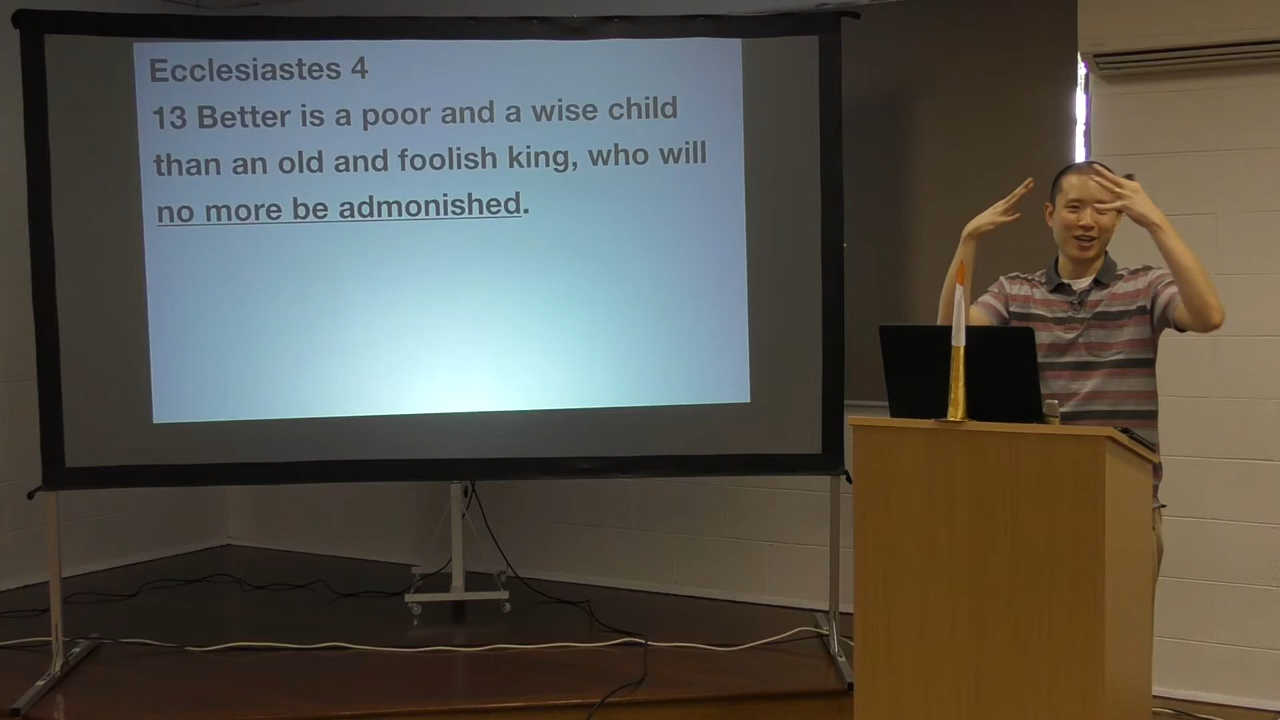 Ecclesiastes 4
13 Better is a poor and a wise child
than an old and foolish king, who will
no more be admonished.